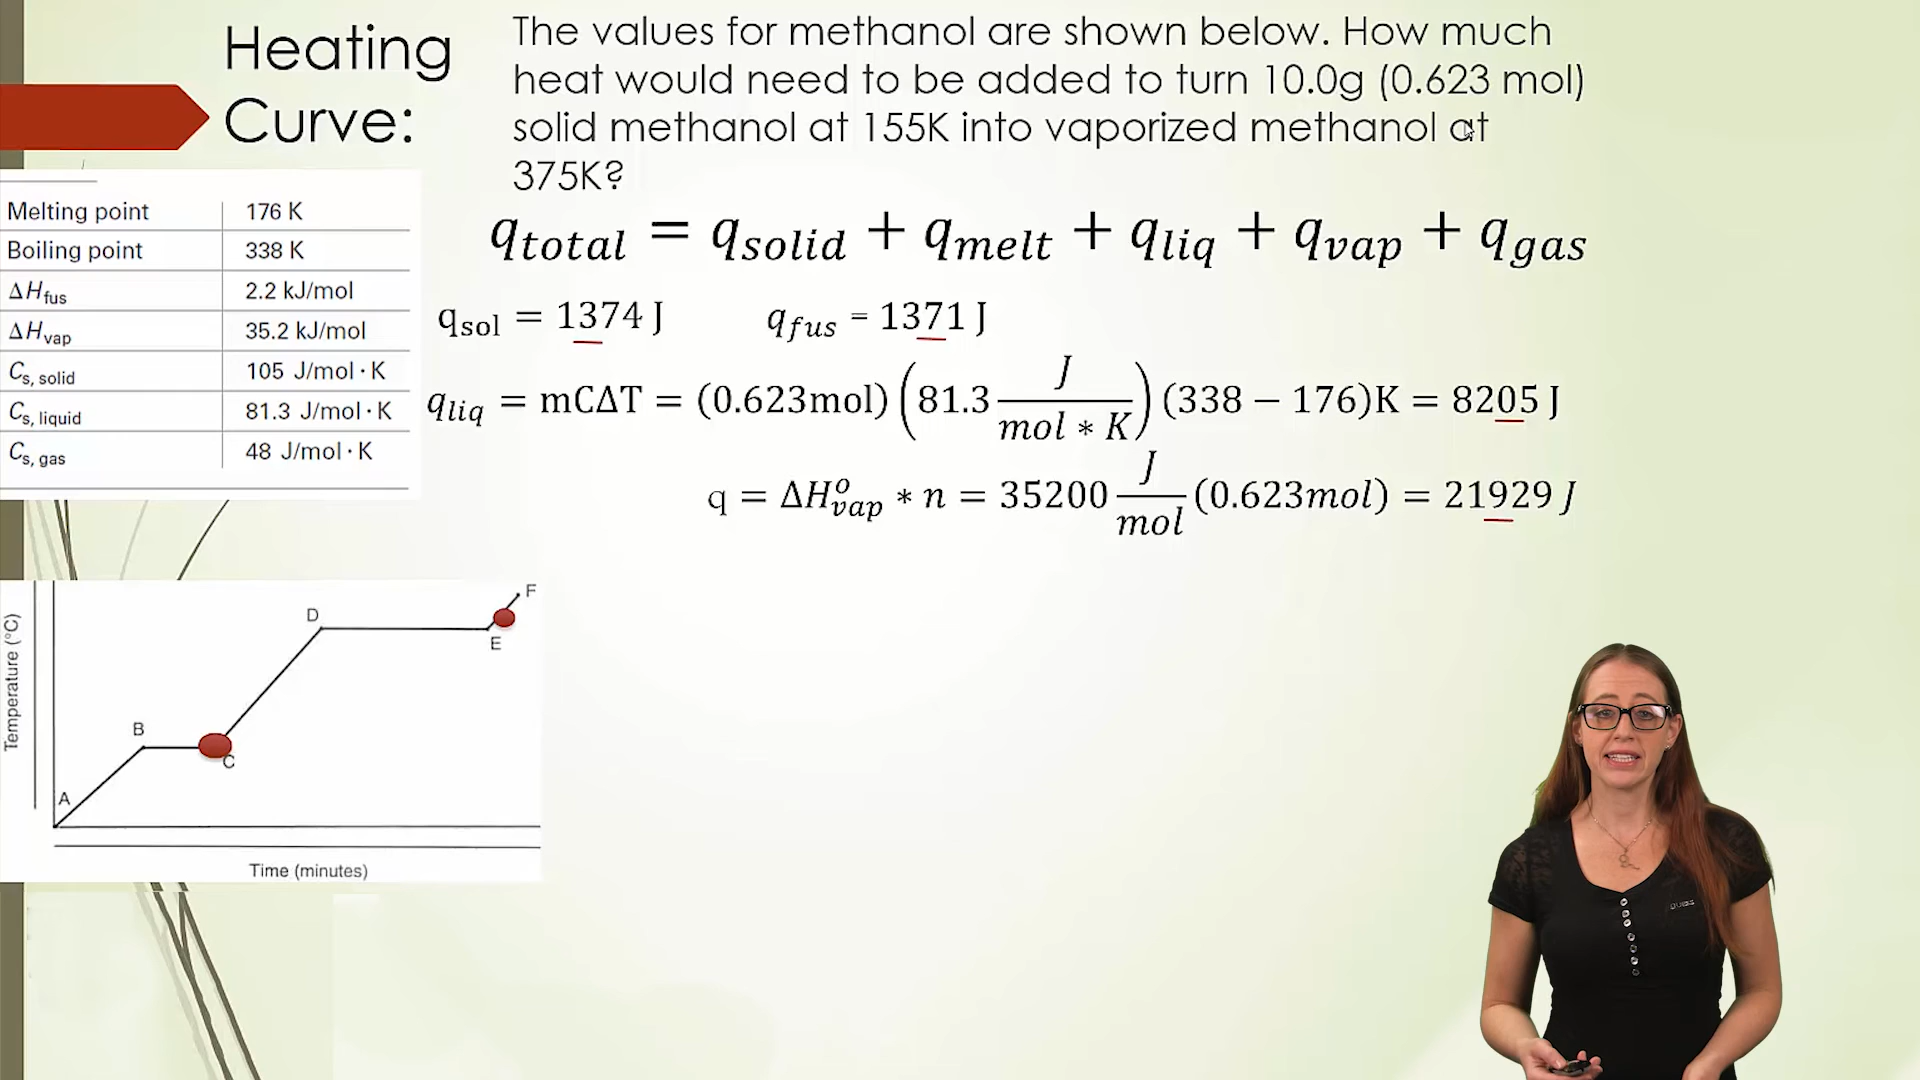 Heating
Curve:
The values for methanol are shown below. How much
heat would need to be added to turn 10.0g (0.623 mol)
solid methanol at 155K into vaporized methanol at
375K?
q_total = q_solid + q_melt + q_liq + q_vap + q_gas
Melting point 176 K
Boiling point 338 K
ΔH_fus 2.2 kJ/mol
ΔH_vap 35.2 kJ/mol
C_s, solid 105 J/mol · K
C_s, liquid 81.3 J/mol · K
C_s, gas 48 J/mol · K
q_sol = 1374 J q_fus = 1371 J
q_liq = mCΔT = (0.623mol) (81.3 J/(mol * K)) (338 − 176)K = 8205 J
q = ΔH°_vap * n = 35200 J/mol (0.623mol) = 21929 J
Temperature (°C)
A
B
C
D
E
F
Time (minutes)
GUESS